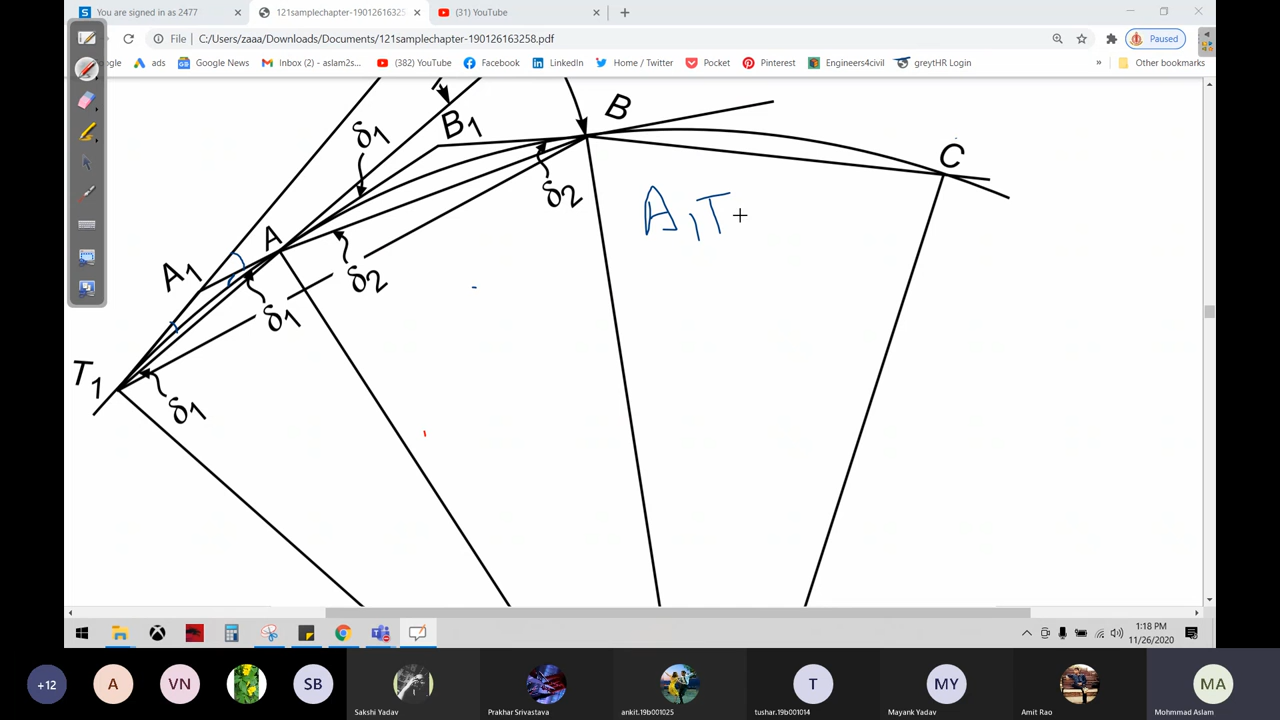 You are signed in as 2477
121samplechapter-1901261632
(31) YouTube
File
C:/Users/zaaa/Downloads/Documents/121samplechapter-190126163258.pdf
Paused
ogle
ads
Google News
Inbox (2) - aslam2s...
(382) YouTube
Facebook
LinkedIn
Home / Twitter
Pocket
Pinterest
Engineers4civil
greytHR Login
»
Other bookmarks
B
B1
δ1
C
δ2
A1T
A
A1
δ2
δ1
T1
δ1
1:18 PM
11/26/2020
+12
A
VN
SB
T
MY
MA
Sakshi Yadav
Prakhar Srivastava
ankit.19b001025
tushar.19b001014
Mayank Yadav
Amit Rao
Mohmmad Aslam